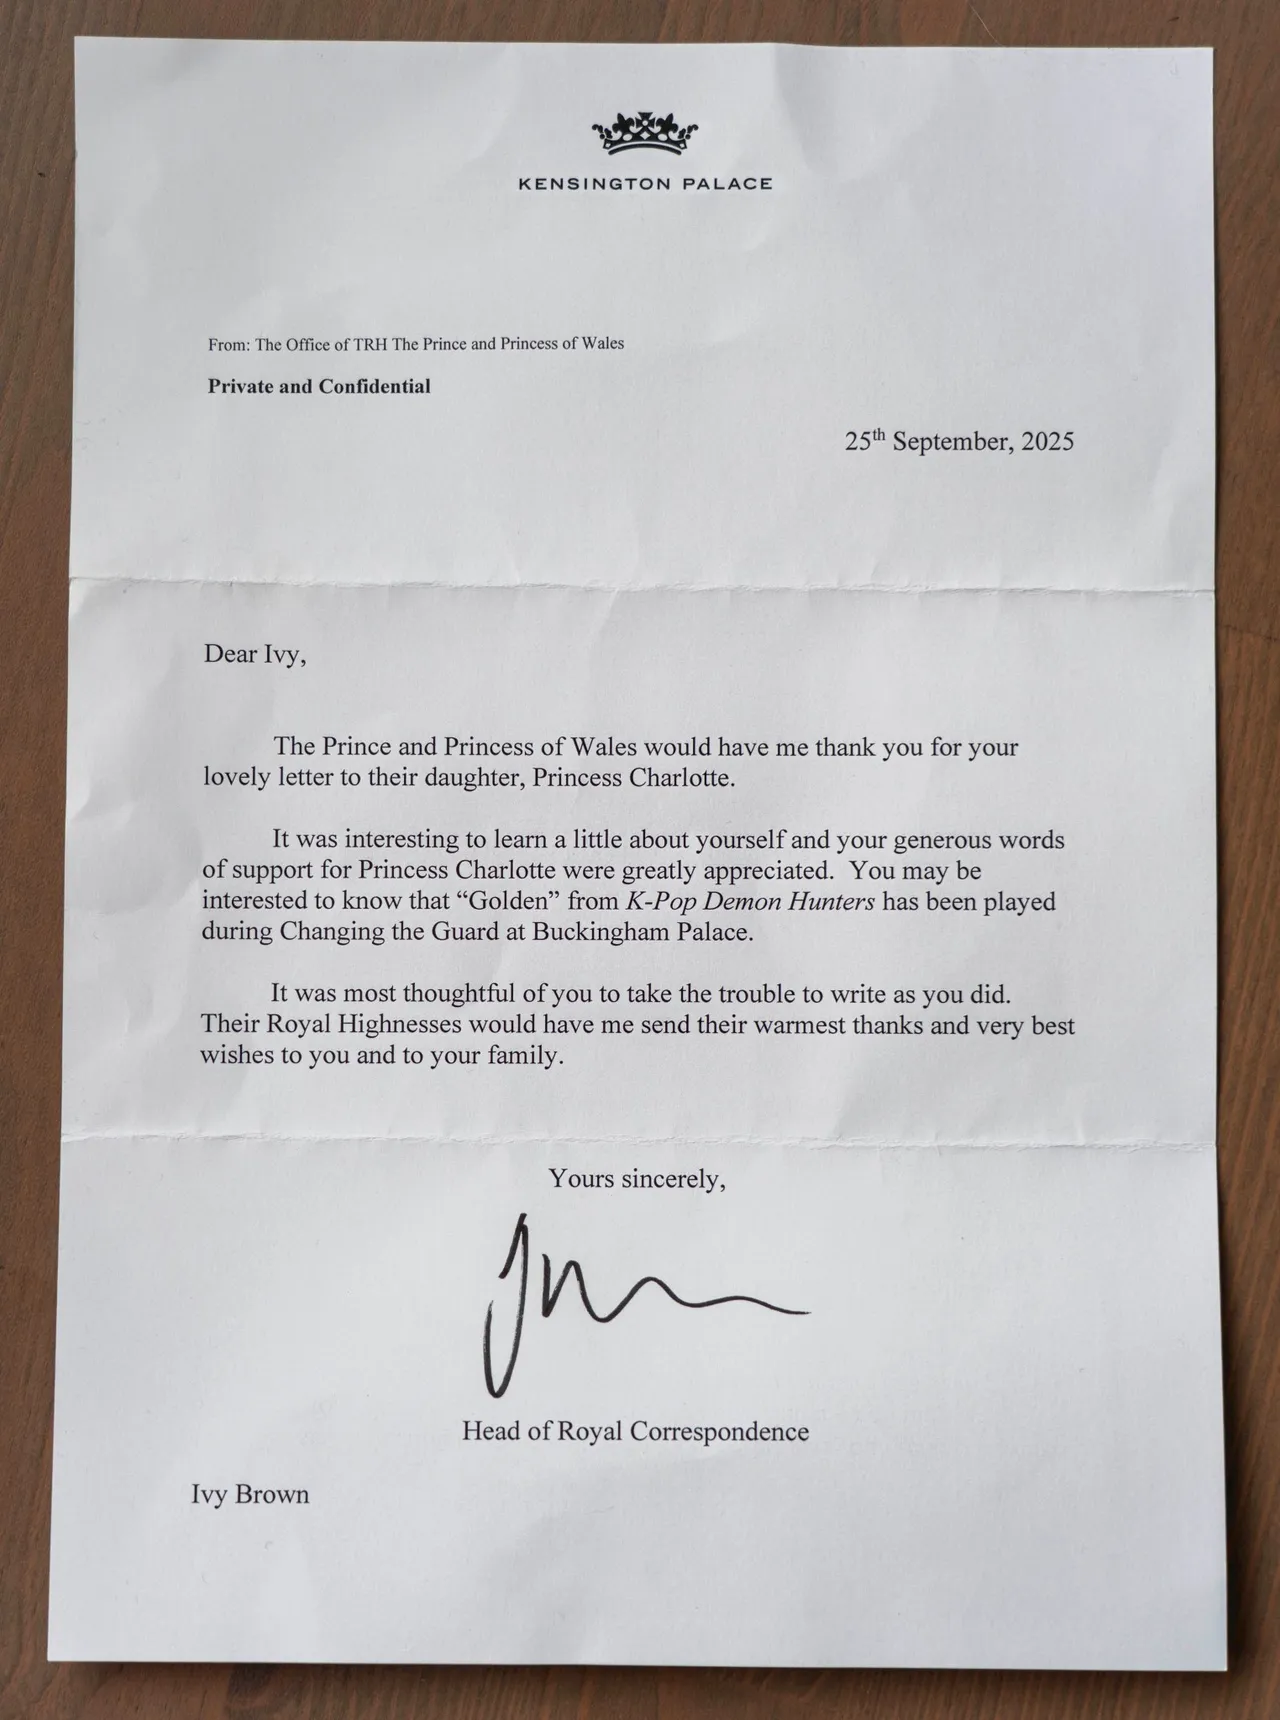 KENSINGTON PALACE
From: The Office of TRH The Prince and Princess of Wales
Private and Confidential
25th September, 2025
Dear Ivy,
The Prince and Princess of Wales would have me thank you for your
lovely letter to their daughter, Princess Charlotte.
It was interesting to learn a little about yourself and your generous words
of support for Princess Charlotte were greatly appreciated.  You may be
interested to know that “Golden” from K-Pop Demon Hunters has been played
during Changing the Guard at Buckingham Palace.
It was most thoughtful of you to take the trouble to write as you did.
Their Royal Highnesses would have me send their warmest thanks and very best
wishes to you and to your family.
Yours sincerely,
Head of Royal Correspondence
Ivy Brown